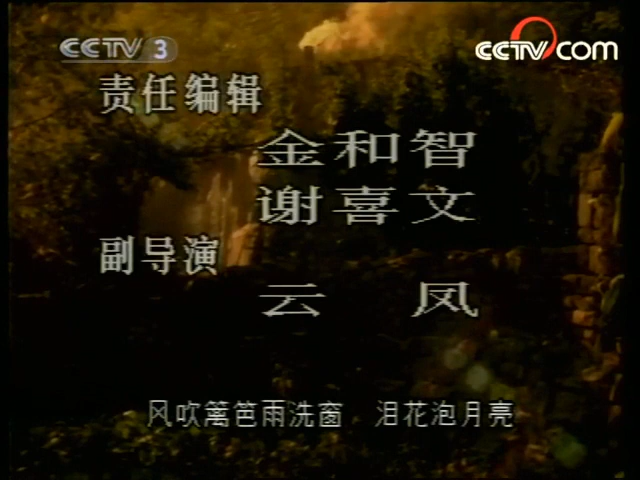 CCTV 3
CCTV.com
责任编辑
金和智
谢喜文
副导演
云 凤
风吹篱笆雨洗窗 泪花泡月亮